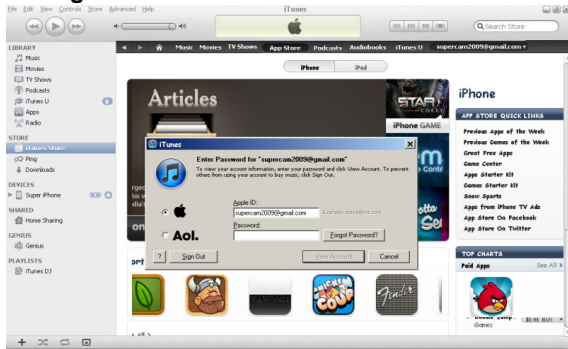 File Edit View Controls Store Advanced Help
iTunes
Search Store
LIBRARY
Music
Movies
TV Shows
Podcasts
iTunes U
Apps
Radio
STORE
iTunes Store
Ping
Downloads
DEVICES
Super iPhone
SHARED
Home Sharing
GENIUS
Genius
PLAYLISTS
iTunes DJ
Music Movies TV Shows App Store Podcasts Audiobooks iTunes U supercam2009@gmail.com
iPhone iPad
Articles
iPhone GAME
iTunes
Enter Password for "supercam2009@gmail.com"
To view your account information, enter your password and click View Account. To prevent
others from using your account to buy music, click Sign Out.
Apple ID:
supercam2009@gmail.com Example: steve@me.com
Aol.
Password:
Forgot Password?
? Sign Out View Account Cancel
CHICKEN
COUP
Fender
iPhone
APP STORE QUICK LINKS
Previous Apps of the Week
Previous Games of the Week
Great Free Apps
Game Center
Apps Starter Kit
Games Starter Kit
Snow Sports
Apps from iPhone TV Ads
App Store On Facebook
App Store On Twitter
TOP CHARTS
Paid Apps See All >
$0.99 BUY
Games